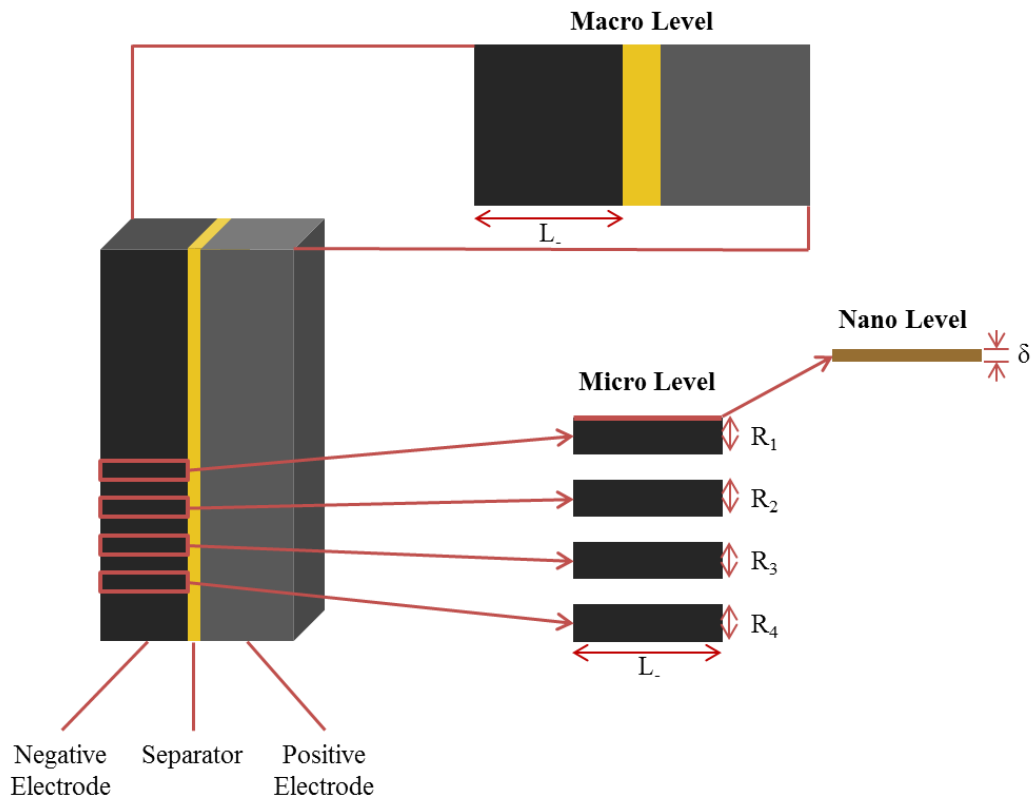 Macro Level
L-
Nano Level
δ
Micro Level
R1
R2
R3
R4
L-
Negative
Electrode
Separator
Positive
Electrode